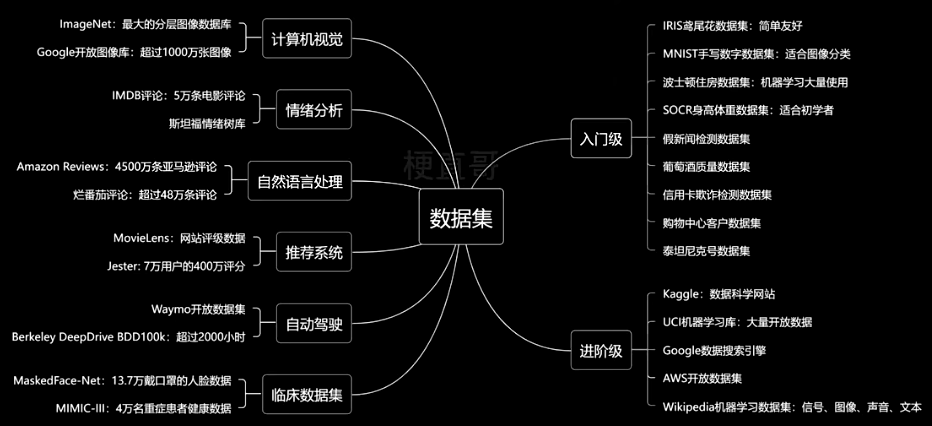 ImageNet：最大的分层图像数据库
Google开放图像库：超过1000万张图像
计算机视觉
IMDB评论：5万条电影评论
斯坦福情绪树库
情绪分析
Amazon Reviews：4500万条亚马逊评论
烂番茄评论：超过48万条评论
自然语言处理
MovieLens：网站评级数据
Jester: 7万用户的400万评分
推荐系统
Waymo开放数据集
Berkeley DeepDrive BDD100k：超过2000小时
自动驾驶
MaskedFace-Net：13.7万戴口罩的人脸数据
MIMIC-III：4万名重症患者健康数据
临床数据集
梗直哥
数据集
入门级
IRIS鸢尾花数据集：简单友好
MNIST手写数字数据集：适合图像分类
波士顿住房数据集：机器学习大量使用
SOCR身高体重数据集：适合初学者
假新闻检测数据集
葡萄酒质量数据集
信用卡欺诈检测数据集
购物中心客户数据集
泰坦尼克号数据集
进阶级
Kaggle：数据科学网站
UCI机器学习库：大量开放数据
Google数据搜索引擎
AWS开放数据集
Wikipedia机器学习数据集：信号、图像、声音、文本